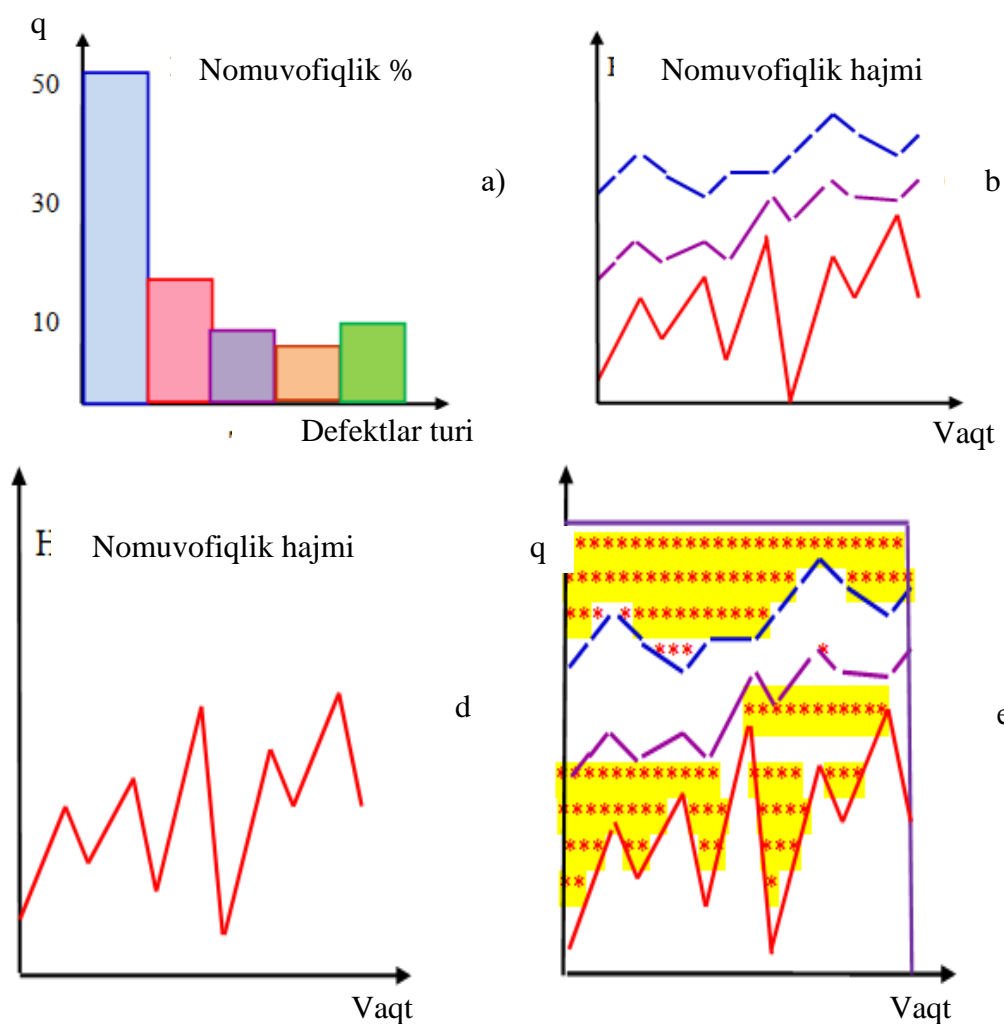 q
50
Nomuvofiqlik %
30
a)
10
Defektlar turi
Nomuvofiqlik hajmi
b
Vaqt
Nomuvofiqlik hajmi
d
Vaqt
q
*************************
**********************
******
*** * ***********
***
*
***********
************ **** ***
******** *** ****
*** ** ** ***
** *
e
Vaqt